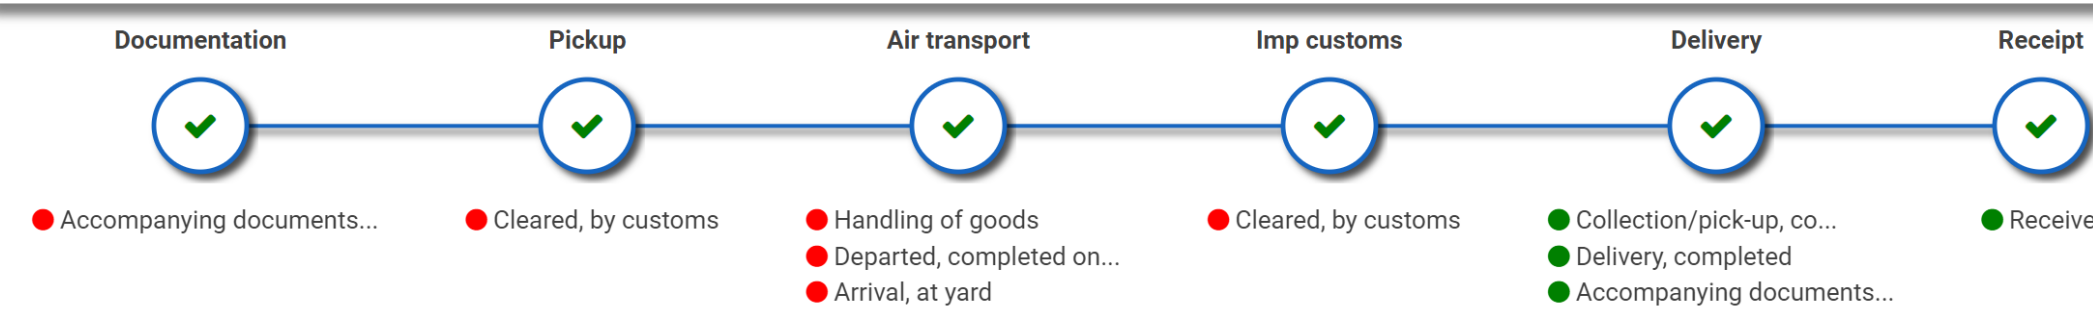 Documentation
Pickup
Air transport
Imp customs
Delivery
Receipt
Accompanying documents...
Cleared, by customs
Handling of goods
Departed, completed on...
Arrival, at yard
Cleared, by customs
Collection/pick-up, co...
Delivery, completed
Accompanying documents...
Receive